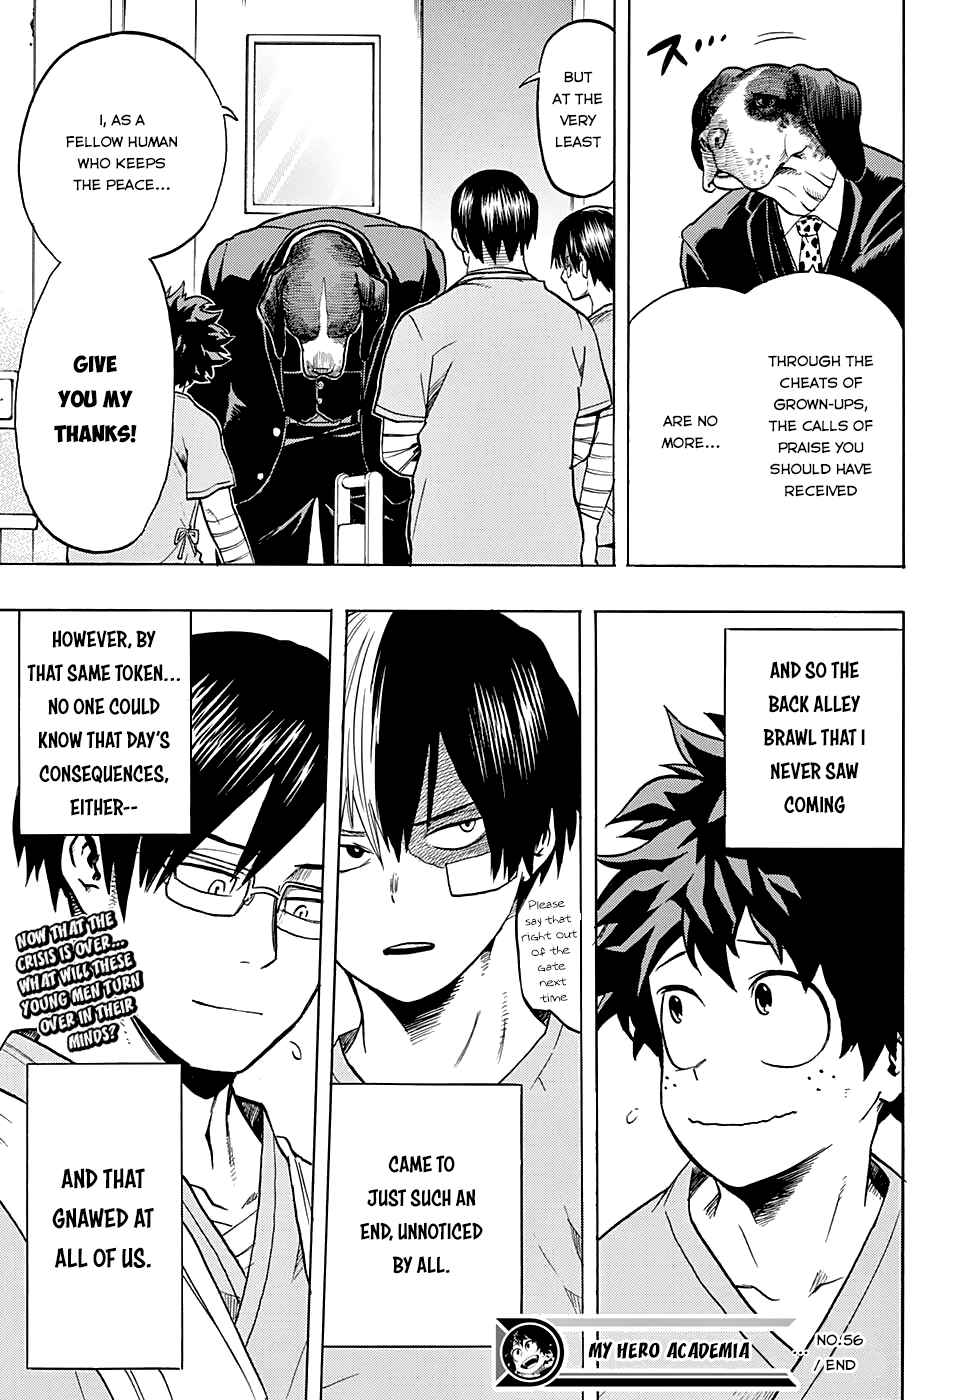 ス…
THROUGH THE
CHEATS OF
GROWN-UPS,
THE CALLS OF
PRAISE YOU
SHOULD HAVE
RECEIVED
ARE NO
MORE...
BUT
AT THE
VERY
LEAST
I, AS A
FELLOW HUMAN
WHO KEEPS
THE PEACE...
GIVE
YOU MY
THANKS!
AND SO THE
BACK ALLEY
BRAWL THAT I
NEVER SAW
COMING
Please
say that
right out
of the
gate
next
time
CAME TO
JUST SUCH AN
END, UNNOTICED
BY ALL.
HOWEVER, BY
THAT SAME TOKEN...
NO ONE COULD
KNOW THAT DAY'S
CONSEQUENCES,
EITHER--
NOW THAT THE
CRISIS IS OVER...
WHAT WILL THESE
YOUNG MEN TURN
OVER IN THEIR
MINDS?
AND THAT
GNAWED AT
ALL OF US.
MY HERO ACADEMIA ... NO.56
/ END